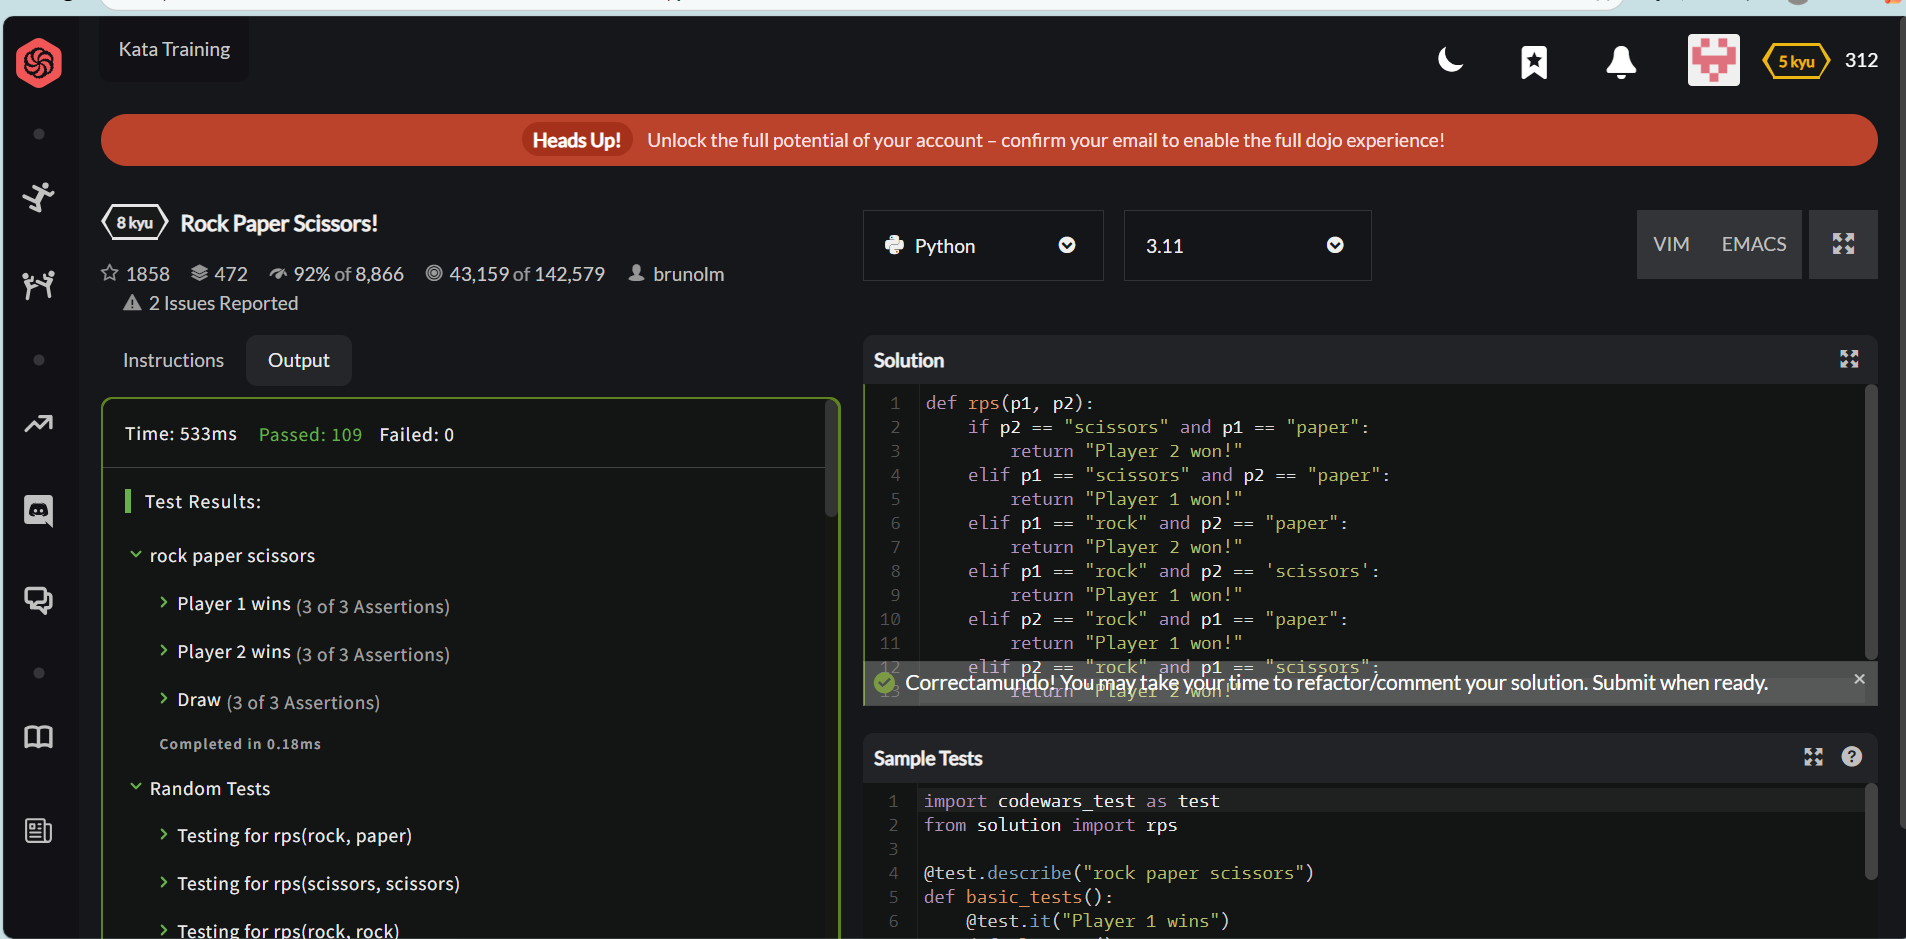 Kata Training
5 kyu 312
Heads Up! Unlock the full potential of your account – confirm your email to enable the full dojo experience!
8 kyu Rock Paper Scissors!
1858 472 92% of 8,866 43,159 of 142,579 brunolm
2 Issues Reported
Python
3.11
VIM EMACS
Instructions Output
Time: 533ms Passed: 109 Failed: 0
Test Results:
rock paper scissors
Player 1 wins (3 of 3 Assertions)
Player 2 wins (3 of 3 Assertions)
Draw (3 of 3 Assertions)
Completed in 0.18ms
Random Tests
Testing for rps(rock, paper)
Testing for rps(scissors, scissors)
Testing for rps(rock, rock)
Solution
1 def rps(p1, p2):
2 if p2 == "scissors" and p1 == "paper":
3 return "Player 2 won!"
4 elif p1 == "scissors" and p2 == "paper":
5 return "Player 1 won!"
6 elif p1 == "rock" and p2 == "paper":
7 return "Player 2 won!"
8 elif p1 == "rock" and p2 == 'scissors':
9 return "Player 1 won!"
10 elif p2 == "rock" and p1 == "paper":
11 return "Player 1 won!"
12 elif p2 == "rock" and p1 == "scissors":
13 return "Player 2 won!"
Correctamundo! You may take your time to refactor/comment your solution. Submit when ready.
Sample Tests
1 import codewars_test as test
2 from solution import rps
3
4 @test.describe("rock paper scissors")
5 def basic_tests():
6 @test.it("Player 1 wins")